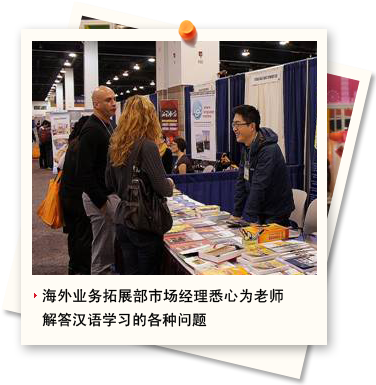 海外业务拓展部市场经理悉心为老师
解答汉语学习的各种问题